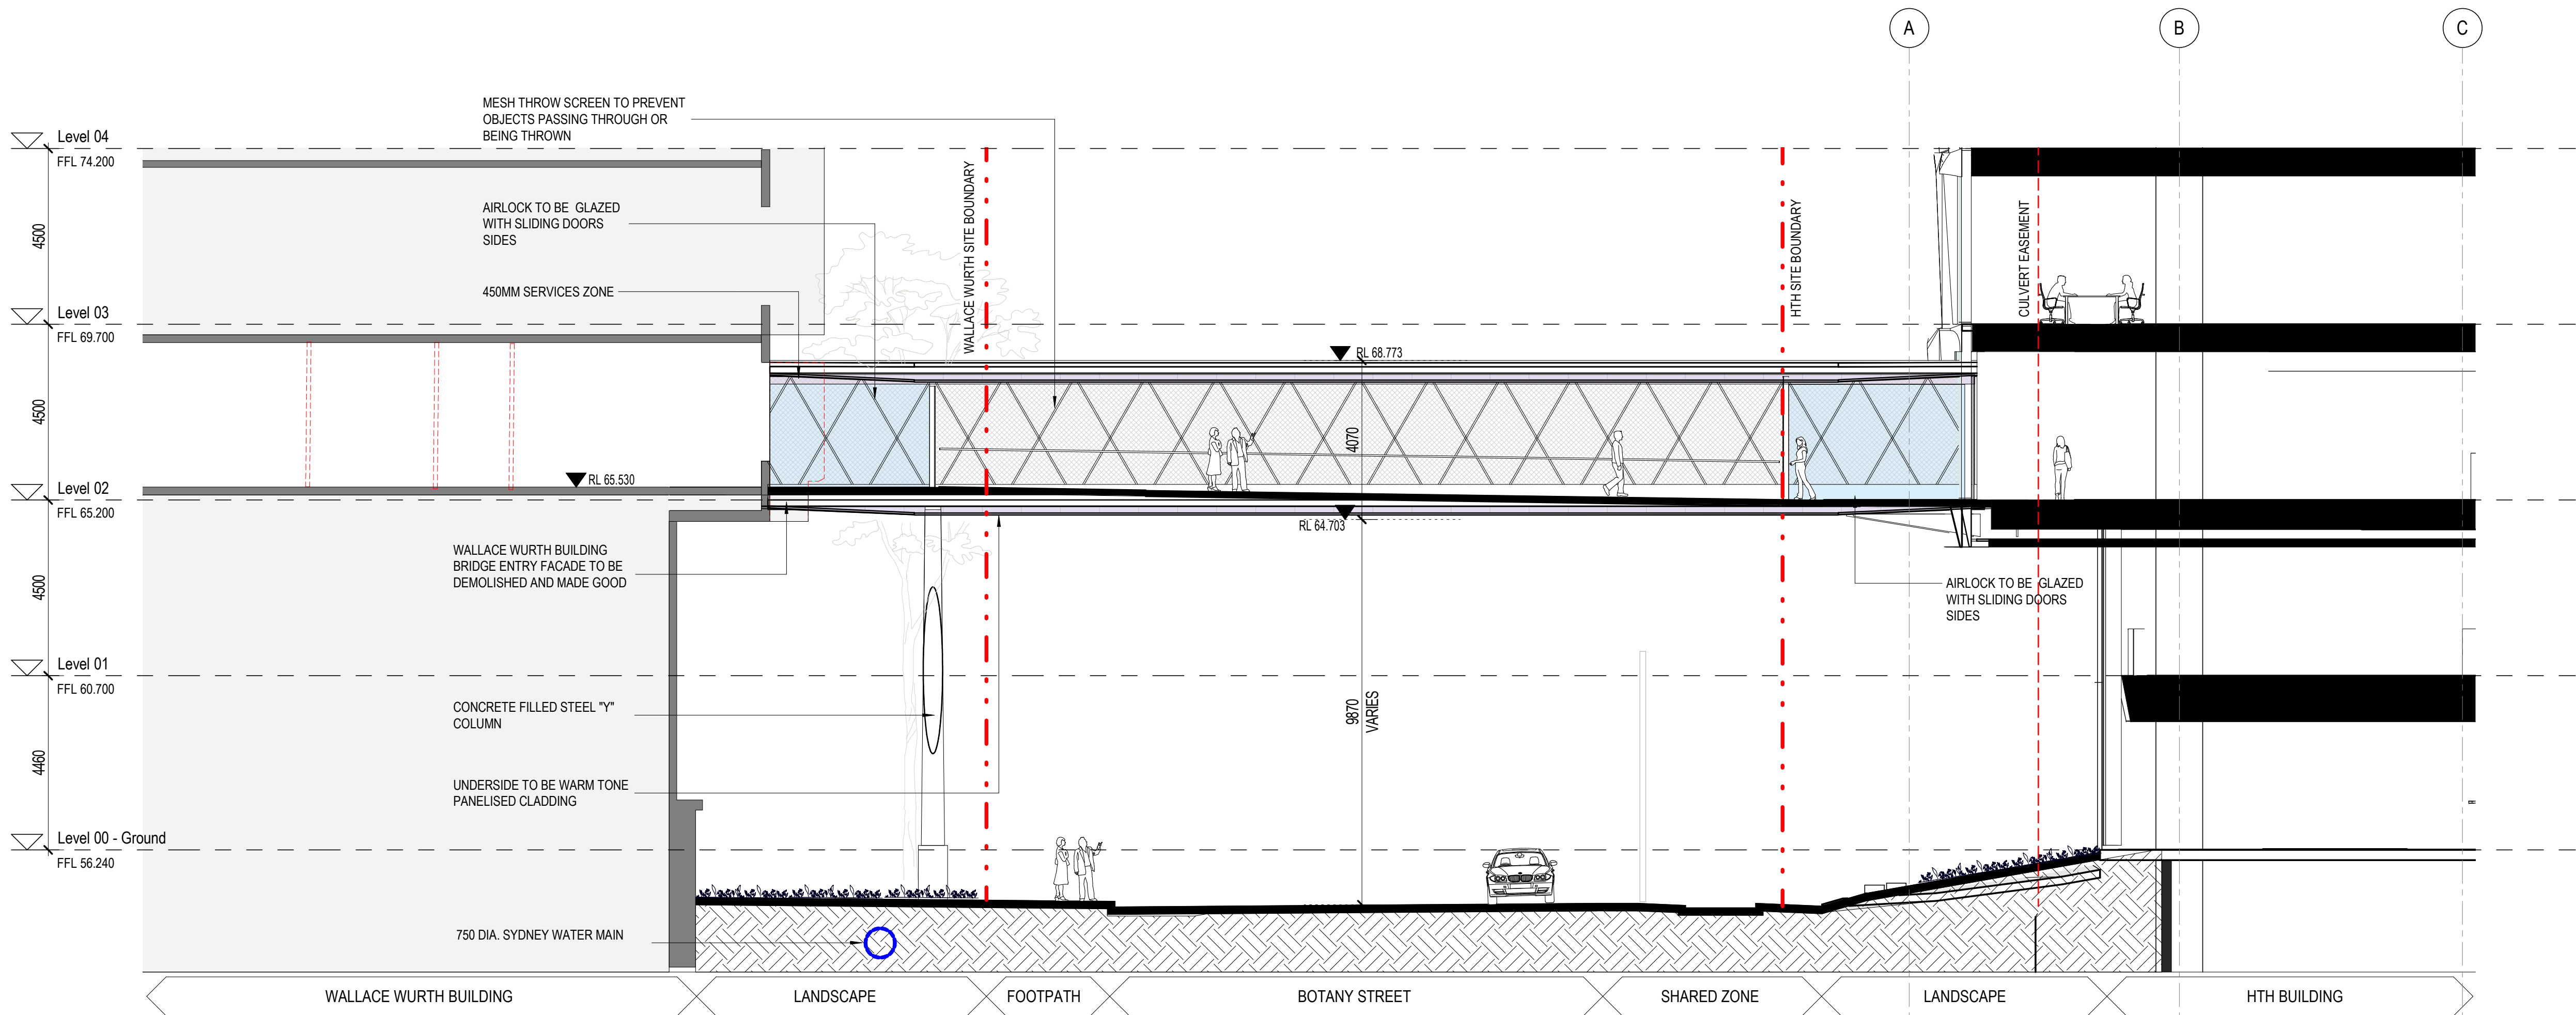 A
B
C
MESH THROW SCREEN TO PREVENT
OBJECTS PASSING THROUGH OR
BEING THROWN
Level 04
FFL 74.200
WALLACE WURTH SITE BOUNDARY
HTH SITE BOUNDARY
CULVERT EASEMENT
AIRLOCK TO BE GLAZED
WITH SLIDING DOORS
SIDES
4500
450MM SERVICES ZONE
Level 03
FFL 69.700
RL 68.773
4500
4070
RL 65.530
Level 02
FFL 65.200
RL 64.703
WALLACE WURTH BUILDING
BRIDGE ENTRY FACADE TO BE
DEMOLISHED AND MADE GOOD
4500
AIRLOCK TO BE GLAZED
WITH SLIDING DOORS
SIDES
Level 01
FFL 60.700
CONCRETE FILLED STEEL "Y"
COLUMN
9870
VARIES
4460
UNDERSIDE TO BE WARM TONE
PANELISED CLADDING
Level 00 - Ground
FFL 56.240
750 DIA. SYDNEY WATER MAIN
WALLACE WURTH BUILDING
LANDSCAPE
FOOTPATH
BOTANY STREET
SHARED ZONE
LANDSCAPE
HTH BUILDING